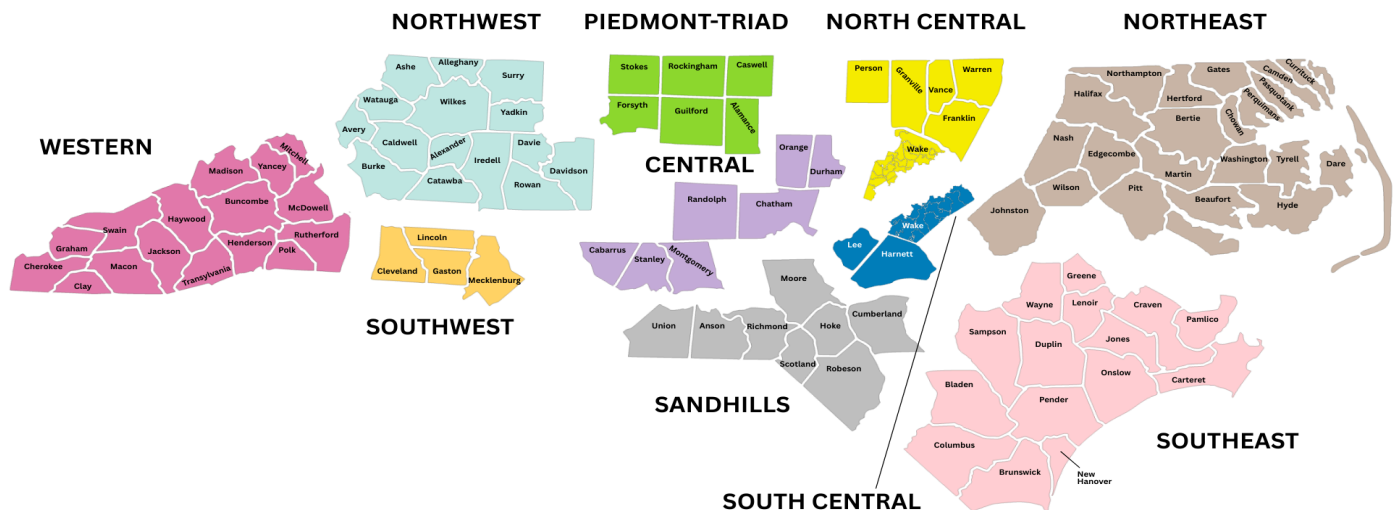 NORTHWEST
PIEDMONT-TRIAD
NORTH CENTRAL
NORTHEAST
WESTERN
Mitchell
Yancey
Madison
Buncombe
McDowell
Haywood
Rutherford
Swain
Henderson
Graham
Jackson
Polk
Cherokee
Macon
Transylvania
Clay
Ashe
Alleghany
Surry
Watauga
Wilkes
Yadkin
Avery
Caldwell
Alexander
Davie
Burke
Iredell
Davidson
Catawba
Rowan
Lincoln
Cleveland
Gaston
Mecklenburg
SOUTHWEST
Stokes
Rockingham
Caswell
Forsyth
Guilford
Alamance
CENTRAL
Orange
Durham
Randolph
Chatham
Cabarrus
Stanley
Montgomery
Moore
Union
Anson
Richmond
Hoke
Cumberland
Scotland
Robeson
SANDHILLS
Person
Granville
Vance
Warren
Franklin
Wake
Wake
Lee
Harnett
SOUTH CENTRAL
Northampton
Gates
Camden
Currituck
Pasquotank
Perquimans
Halifax
Hertford
Bertie
Chowan
Nash
Edgecombe
Washington
Tyrell
Dare
Martin
Wilson
Pitt
Beaufort
Hyde
Johnston
Greene
Wayne
Lenoir
Craven
Pamlico
Sampson
Duplin
Jones
Onslow
Carteret
Bladen
Pender
Columbus
Brunswick
New
Hanover
SOUTHEAST